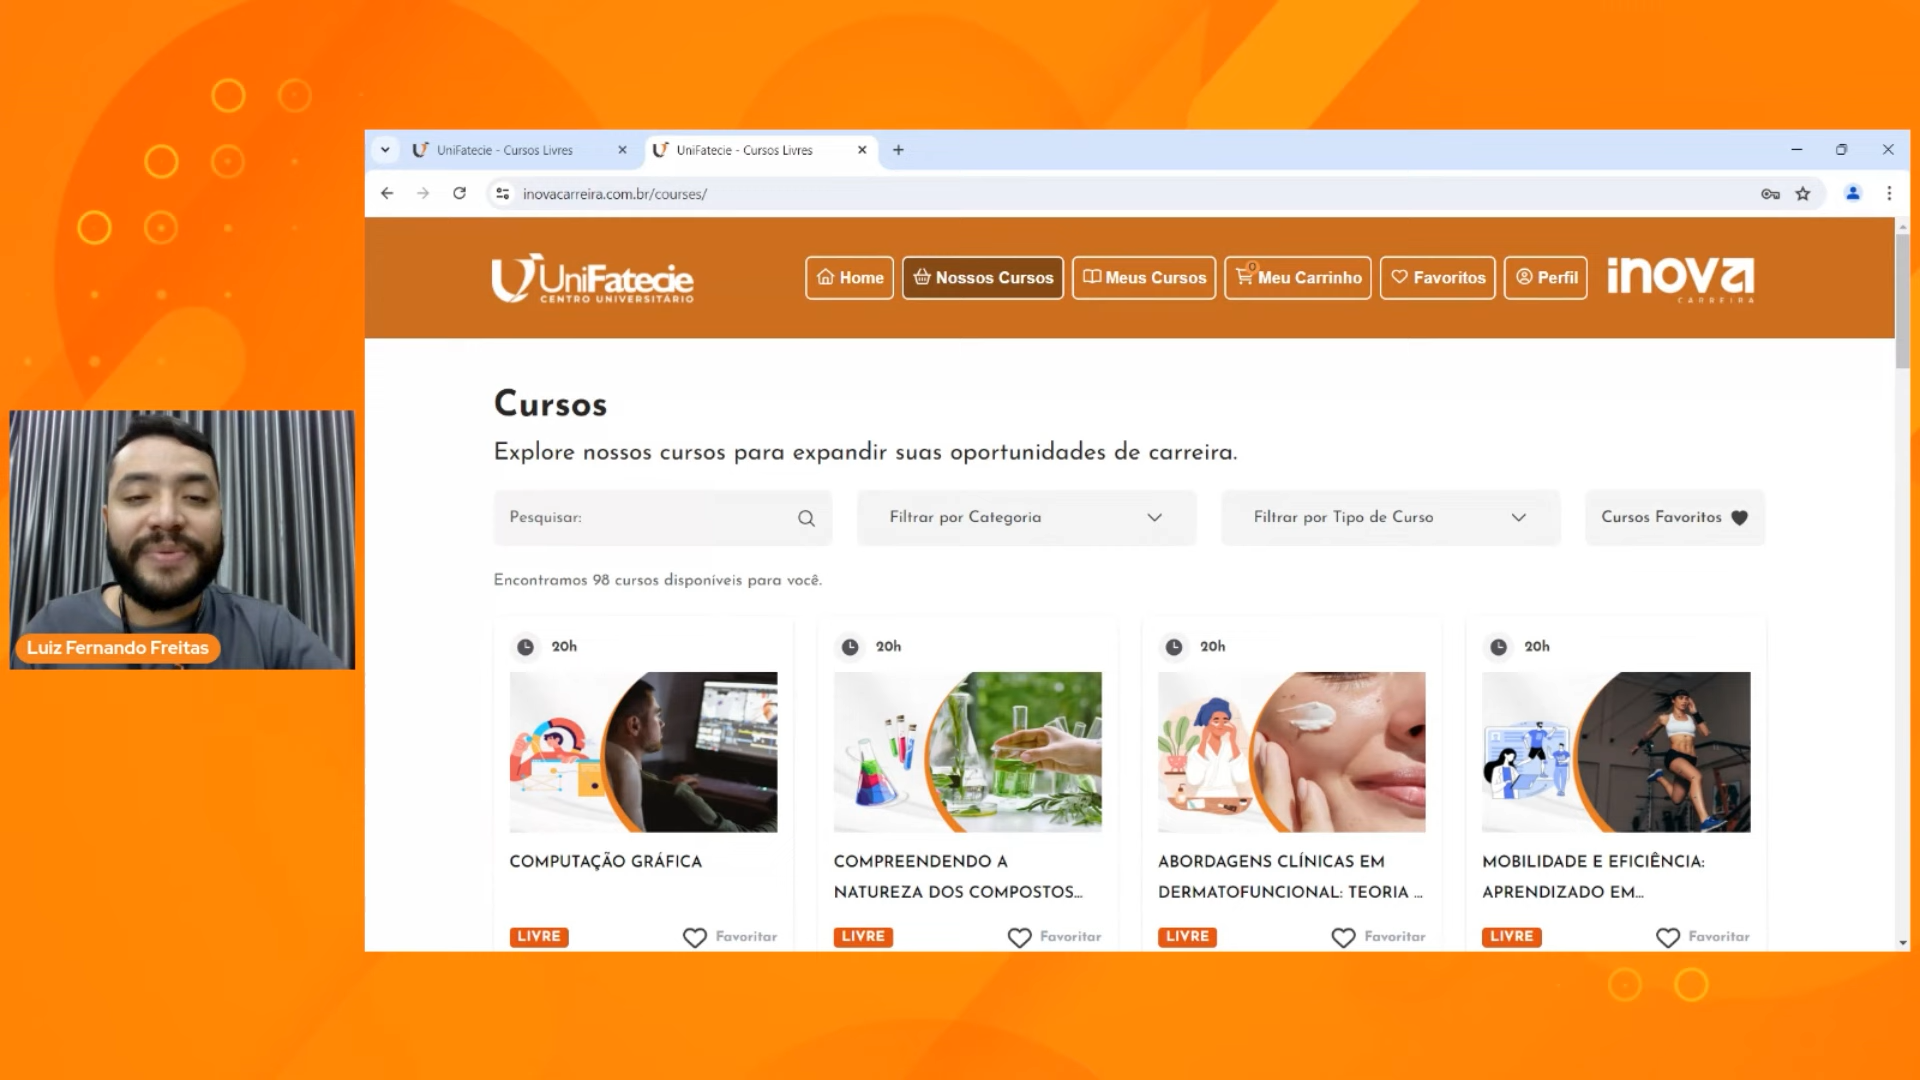 UniFatecie - Cursos Livres
UniFatecie - Cursos Livres
inovacarreira.com.br/courses/
UniFatecie
CENTRO UNIVERSITÁRIO
Home
Nossos Cursos
Meus Cursos
0
Meu Carrinho
Favoritos
Perfil
inova
CARREIRA
Cursos
Explore nossos cursos para expandir suas oportunidades de carreira.
Pesquisar:
Filtrar por Categoria
Filtrar por Tipo de Curso
Cursos Favoritos
Encontramos 98 cursos disponíveis para você.
20h
20h
20h
20h
COMPUTAÇÃO GRÁFICA
COMPREENDENDO A
NATUREZA DOS COMPOSTOS...
ABORDAGENS CLÍNICAS EM
DERMATOFUNCIONAL: TEORIA ...
MOBILIDADE E EFICIÊNCIA:
APRENDIZADO EM...
LIVRE
Favoritar
LIVRE
Favoritar
LIVRE
Favoritar
LIVRE
Favoritar
Luiz Fernando Freitas